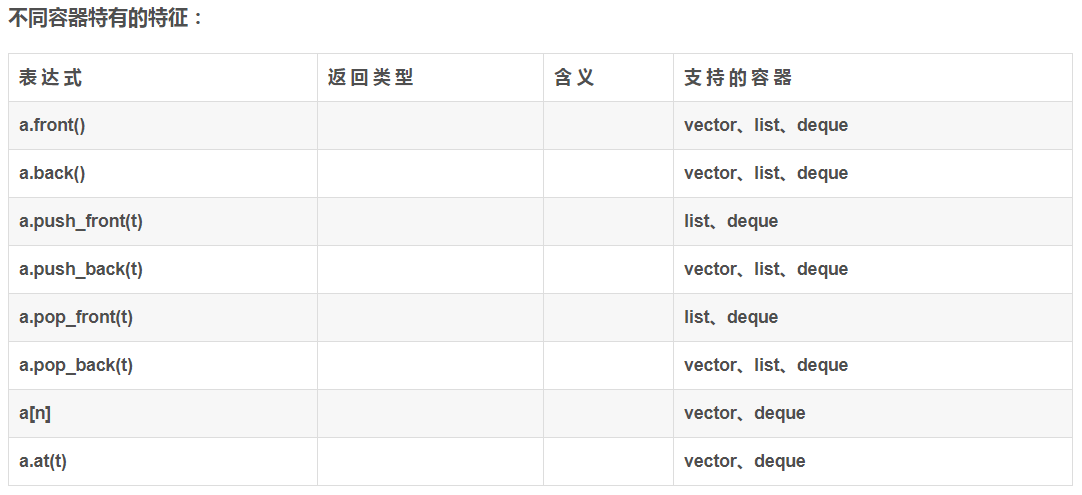 不同容器特有的特征：
表达式 返回类型 含义 支持的容器
a.front() vector、list、deque
a.back() vector、list、deque
a.push_front(t) list、deque
a.push_back(t) vector、list、deque
a.pop_front(t) list、deque
a.pop_back(t) vector、list、deque
a[n] vector、deque
a.at(t) vector、deque